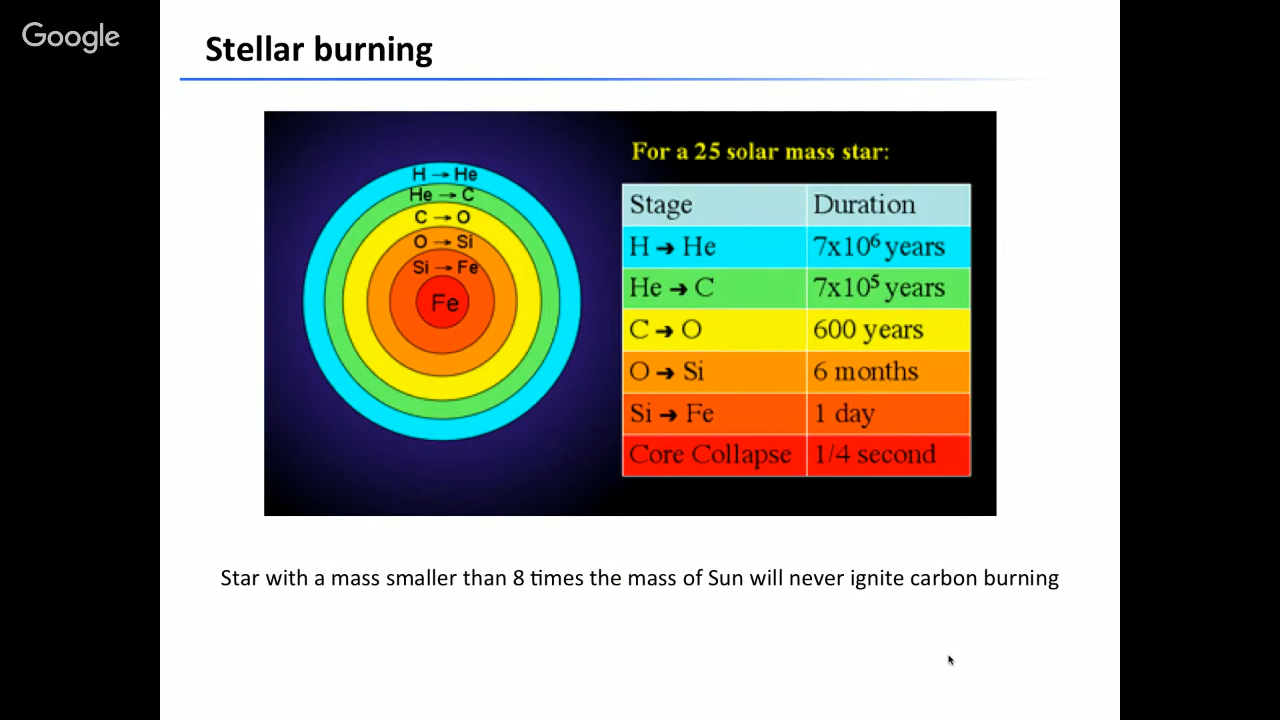 Google
Stellar burning
H → He
He → C
C → O
O → Si
Si → Fe
Fe
For a 25 solar mass star:
Stage Duration
H → He 7x10⁶ years
He → C 7x10⁵ years
C → O 600 years
O → Si 6 months
Si → Fe 1 day
Core Collapse 1/4 second
Star with a mass smaller than 8 times the mass of Sun will never ignite carbon burning